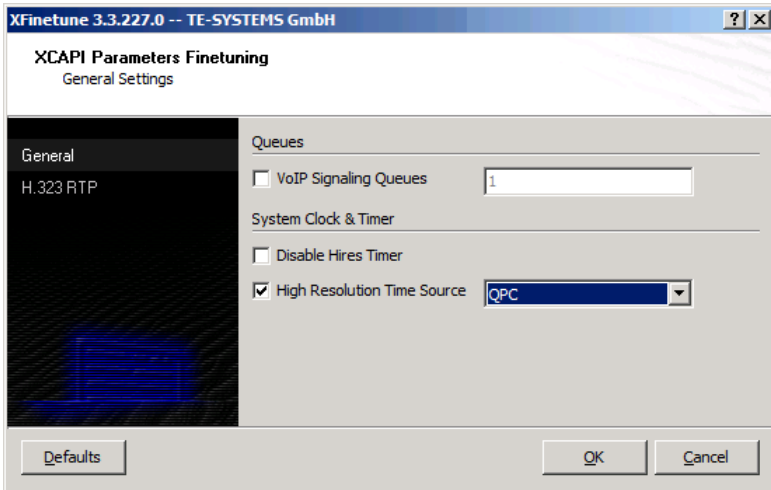 XFinetune 3.3.227.0 -- TE-SYSTEMS GmbH
XCAPI Parameters Finetuning
General Settings
General
H.323 RTP
Queues
VoIP Signaling Queues
1
System Clock & Timer
Disable Hires Timer
High Resolution Time Source
QPC
Defaults
OK
Cancel